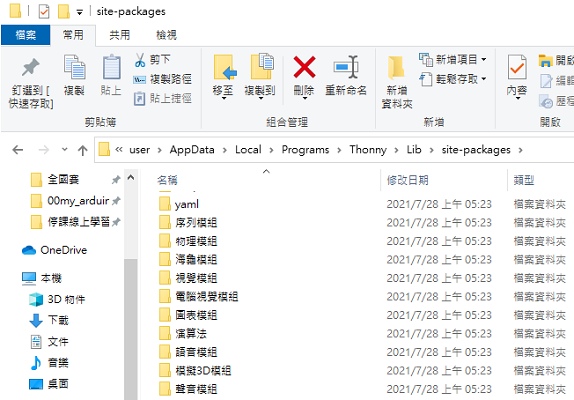 site-packages
檔案 常用 共用 檢視
釘選到 [快速存取] 複製 貼上 剪下 複製路徑 貼上捷徑 移至 複製到 刪除 重新命名 新增資料夾 新增項目 輕鬆存取 內容 開啟 編輯 歷程
剪貼簿 組合管理 新增 開啟
« user > AppData > Local > Programs > Thonny > Lib > site-packages >
名稱 修改日期 類型
全國賽
00my_arduir
停課線上學習
OneDrive
本機
3D 物件
下載
文件
音樂
桌面
yaml 2021/7/28 上午 05:23 檔案資料夾
序列模組 2021/7/28 上午 05:23 檔案資料夾
物理模組 2021/7/28 上午 05:23 檔案資料夾
海龜模組 2021/7/28 上午 05:23 檔案資料夾
視覺模組 2021/7/28 上午 05:23 檔案資料夾
電腦視覺模組 2021/7/28 上午 05:23 檔案資料夾
圖表模組 2021/7/28 上午 05:23 檔案資料夾
演算法 2021/7/28 上午 05:23 檔案資料夾
語音模組 2021/7/28 上午 05:23 檔案資料夾
模擬3D模組 2021/7/28 上午 05:23 檔案資料夾
聲音模組 2021/7/28 上午 05:23 檔案資料夾